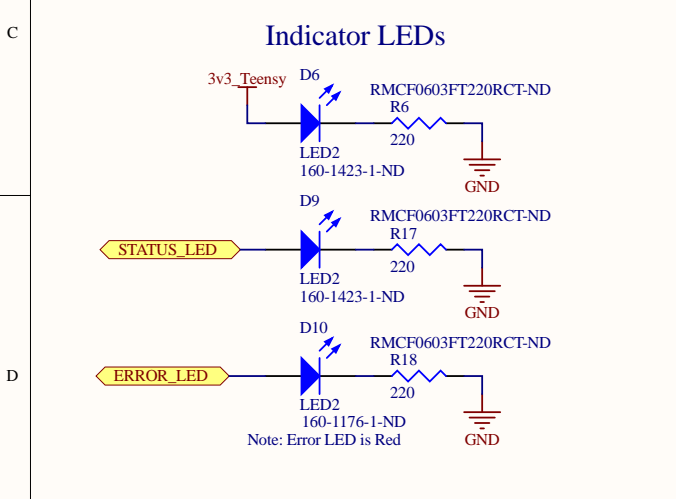 C
Indicator LEDs
3v3_Teensy
D6
RMCF0603FT220RCT-ND
R6
220
LED2
160-1423-1-ND
GND
D9
RMCF0603FT220RCT-ND
R17
STATUS_LED
220
LED2
160-1423-1-ND
GND
D10
RMCF0603FT220RCT-ND
R18
D
ERROR_LED
220
LED2
160-1176-1-ND
Note: Error LED is Red
GND